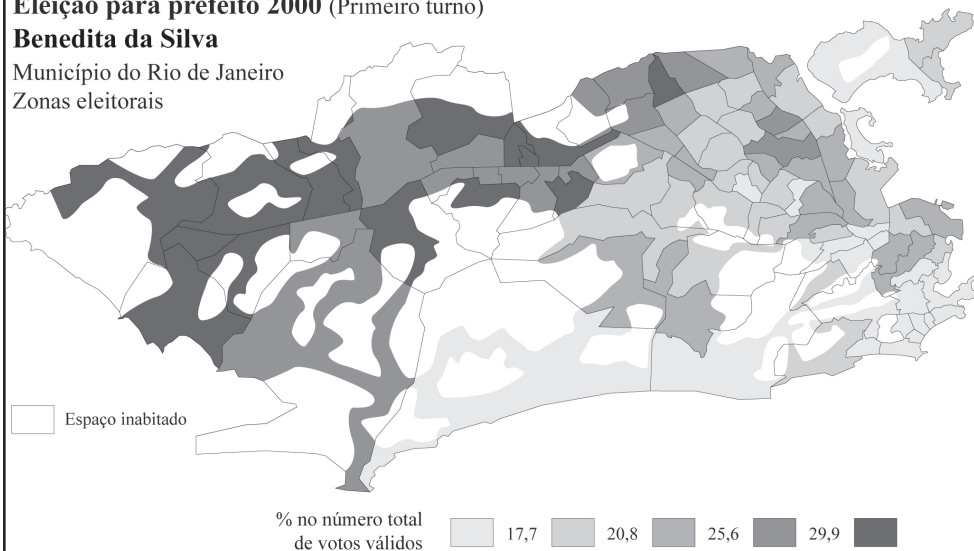 Eleição para prefeito 2000 (Primeiro turno)
Benedita da Silva
Município do Rio de Janeiro
Zonas eleitorais
Espaço inabitado
% no número total
de votos válidos
17,7 20,8 25,6 29,9